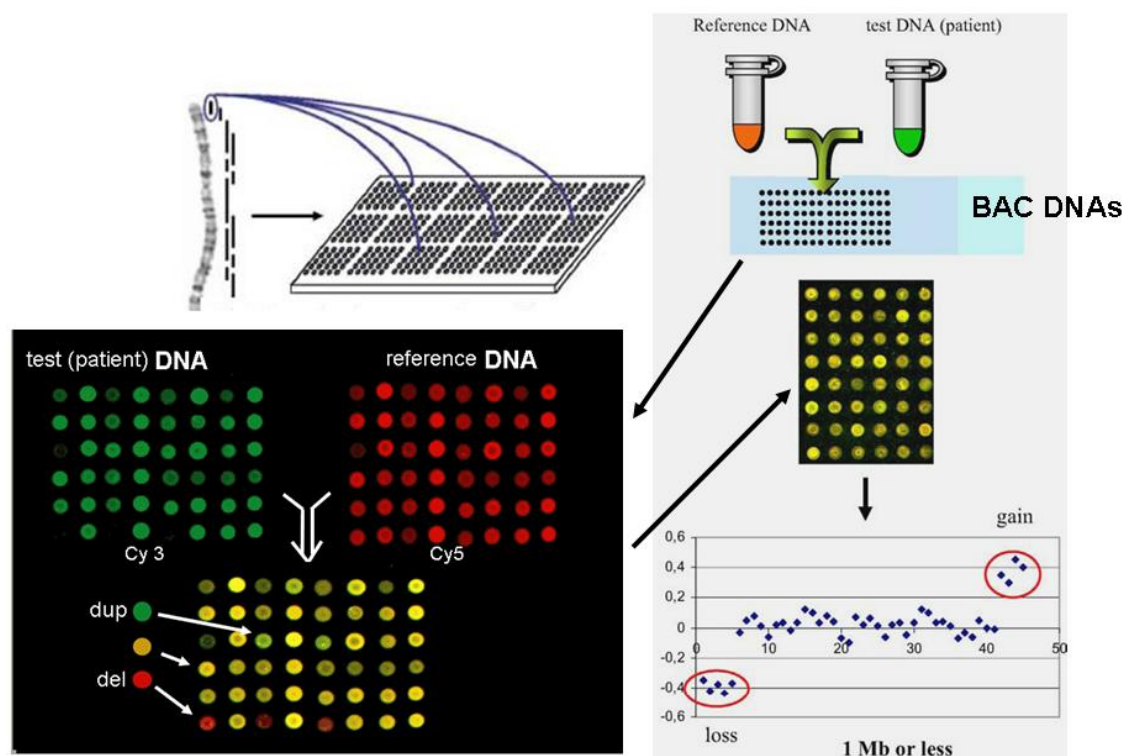 Reference DNA
test DNA (patient)
BAC DNAs
test (patient) DNA
reference DNA
Cy 3
Cy5
dup
del
gain
0,6
0,4
0,2
0
-0,2
-0,4
-0,6
10
20
30
40
50
loss
1 Mb or less